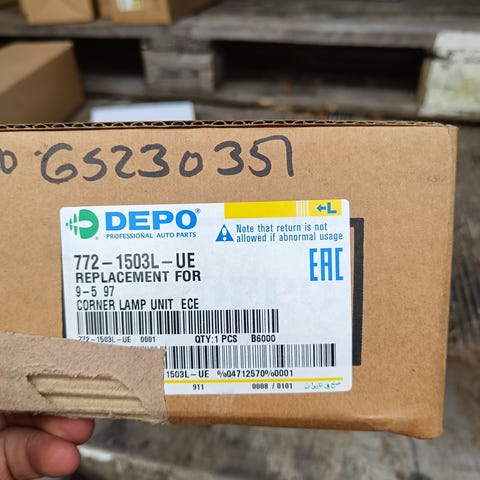 0 GS230351
DEPO®
PROFESSIONAL AUTO PARTS
←L
Note that return is not
allowed if abnormal usage
772-1503L-UE
REPLACEMENT FOR
9-5 97
CORNER LAMP UNIT ECE
EAC
772-1503L-UE 0001 QTY:1 PCS B6000
1503L-UE %04712570%0001
911 0008 / 0101